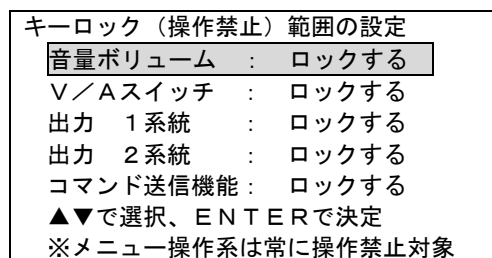 キーロック（操作禁止）範囲の設定
音量ボリューム　：　ロックする
Ｖ／Ａスイッチ　：　ロックする
出力　１系統　　：　ロックする
出力　２系統　　：　ロックする
コマンド送信機能：　ロックする
▲▼で選択、ＥＮＴＥＲで決定
※メニュー操作系は常に操作禁止対象